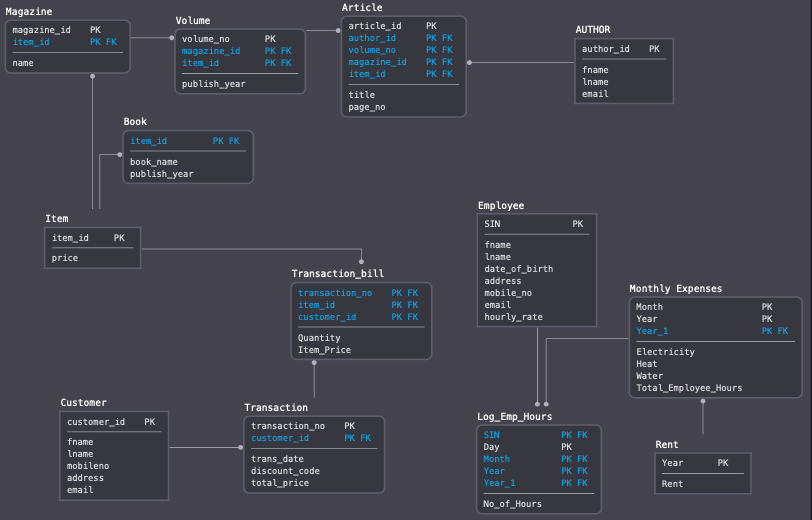 Magazine
magazine_id PK
item_id PK FK
name
Volume
volume_no PK
magazine_id PK FK
item_id PK FK
publish_year
Article
article_id PK
author_id PK FK
volume_no PK FK
magazine_id PK FK
item_id PK FK
title
page_no
AUTHOR
author_id PK
fname
lname
email
Book
item_id PK FK
book_name
publish_year
Item
item_id PK
price
Transaction_bill
transaction_no PK FK
item_id PK FK
customer_id PK FK
Quantity
Item_Price
Employee
SIN PK
fname
lname
date_of_birth
address
mobile_no
email
hourly_rate
Monthly Expenses
Month PK
Year PK
Year_1 PK FK
Electricity
Heat
Water
Total_Employee_Hours
Customer
customer_id PK
fname
lname
mobileno
address
email
Transaction
transaction_no PK
customer_id PK FK
trans_date
discount_code
total_price
Log_Emp_Hours
SIN PK FK
Day PK
Month PK FK
Year PK FK
Year_1 PK FK
No_of_Hours
Rent
Year PK
Rent